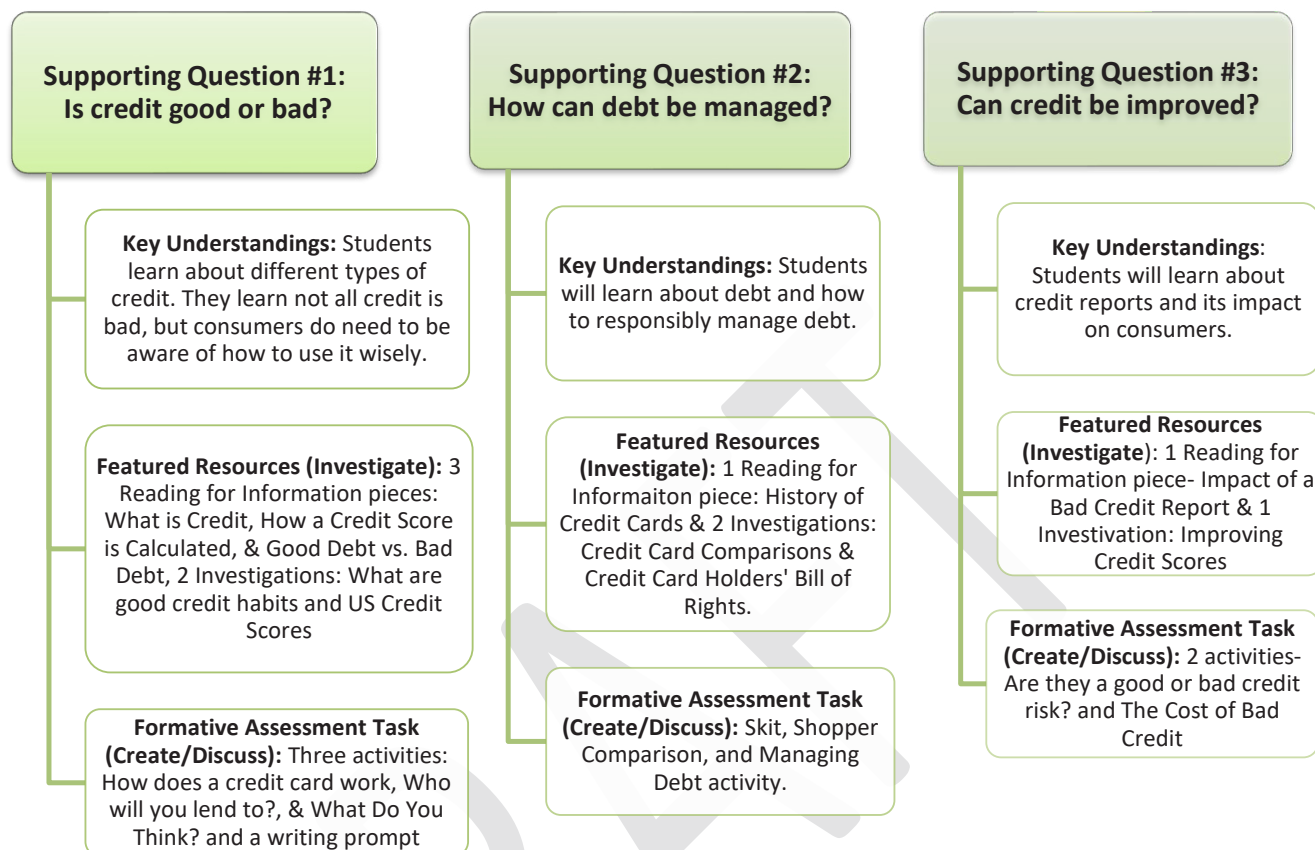 Supporting Question #1:
Is credit good or bad?
Key Understandings: Students
learn about different types of
credit. They learn not all credit is
bad, but consumers do need to be
aware of how to use it wisely.
Featured Resources (Investigate): 3
Reading for Information pieces:
What is Credit, How a Credit Score
is Calculated, & Good Debt vs. Bad
Debt, 2 Investigations: What are
good credit habits and US Credit
Scores
Formative Assessment Task
(Create/Discuss): Three activities:
How does a credit card work, Who
will you lend to?, & What Do You
Think? and a writing prompt
Supporting Question #2:
How can debt be managed?
Key Understandings: Students
will learn about debt and how
to responsibly manage debt.
Featured Resources
(Investigate): 1 Reading for
Informaiton piece: History of
Credit Cards & 2 Investigations:
Credit Card Comparisons &
Credit Card Holders' Bill of
Rights.
Formative Assessment Task
(Create/Discuss): Skit, Shopper
Comparison, and Managing
Debt activity.
Supporting Question #3:
Can credit be improved?
Key Understandings:
Students will learn about
credit reports and its impact
on consumers.
Featured Resources
(Investigate): 1 Reading for
Information piece- Impact of a
Bad Credit Report & 1
Investivation: Improving
Credit Scores
Formative Assessment Task
(Create/Discuss): 2 activities-
Are they a good or bad credit
risk? and The Cost of Bad
Credit
DRAFT